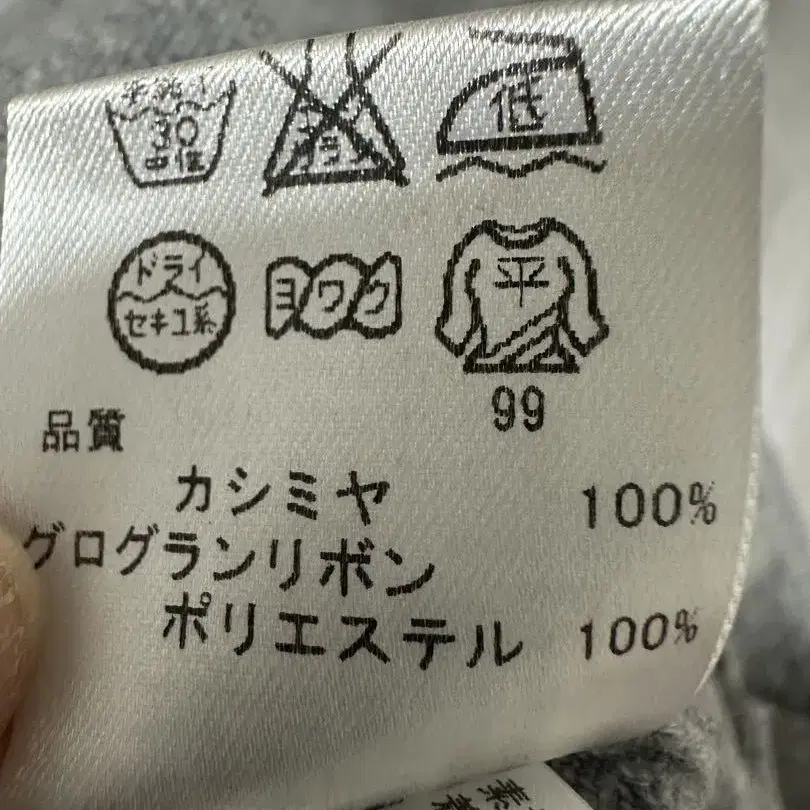 手洗イ
30
中性
低
ドライ
セキユ系
ヨワク
平
99
品質
カシミヤ 100%
グログランリボン
ポリエステル 100%